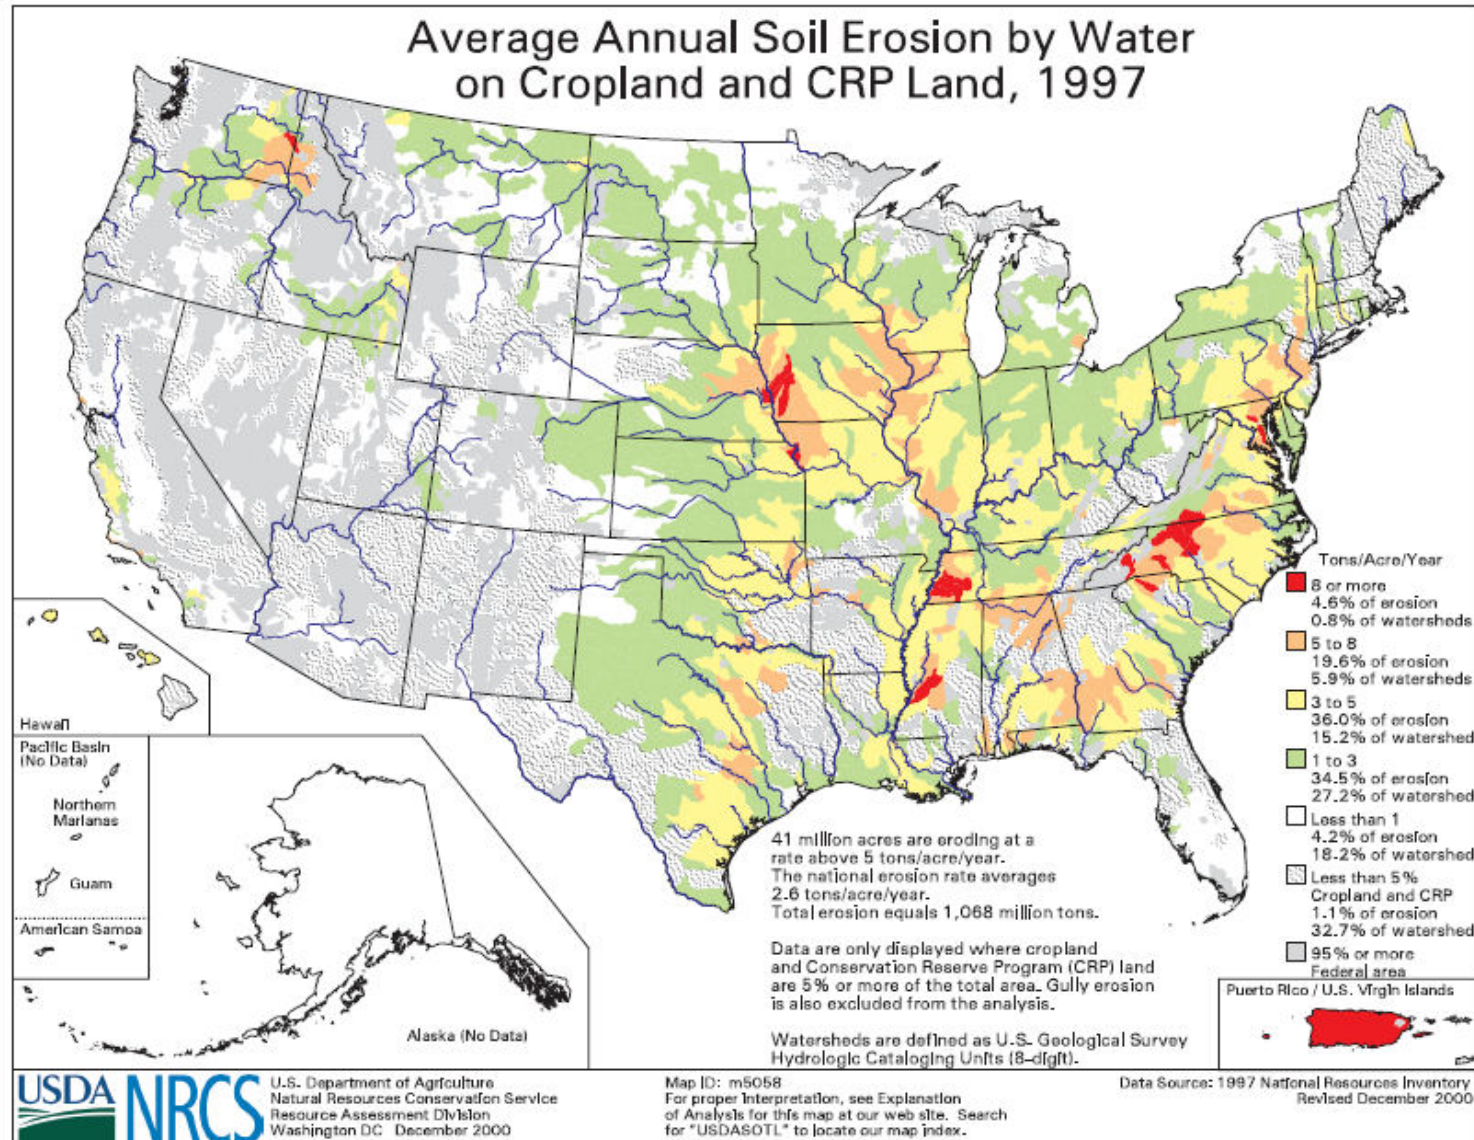 Average Annual Soil Erosion by Water
on Cropland and CRP Land, 1997
Tons/Acre/Year
8 or more
4.6% of erosion
0.8% of watersheds
5 to 8
19.6% of erosion
5.9% of watersheds
3 to 5
36.0% of erosion
15.2% of watershed
1 to 3
34.5% of erosion
27.2% of watershed
Less than 1
4.2% of erosion
18.2% of watershed
Less than 5%
Cropland and CRP
1.1% of erosion
32.7% of watershed
95% or more
Federal area
Hawaii
Pacific Basin
(No Data)
Northern
Marianas
Guam
American Samoa
Alaska (No Data)
41 million acres are eroding at a
rate above 5 tons/acre/year.
The national erosion rate averages
2.6 tons/acre/year.
Total erosion equals 1,068 million tons.
Data are only displayed where cropland
and Conservation Reserve Program (CRP) land
are 5% or more of the total area. Gully erosion
is also excluded from the analysis.
Watersheds are defined as U.S. Geological Survey
Hydrologic Cataloging Units (8-digit).
Puerto Rico / U.S. Virgin Islands
USDA NRCS
U.S. Department of Agriculture
Natural Resources Conservation Service
Resource Assessment Division
Washington DC December 2000
Map ID: m5058
For proper interpretation, see Explanation
of Analysis for this map at our web site. Search
for "USDASOTL" to locate our map index.
Data Source: 1997 National Resources Inventory
Revised December 2000